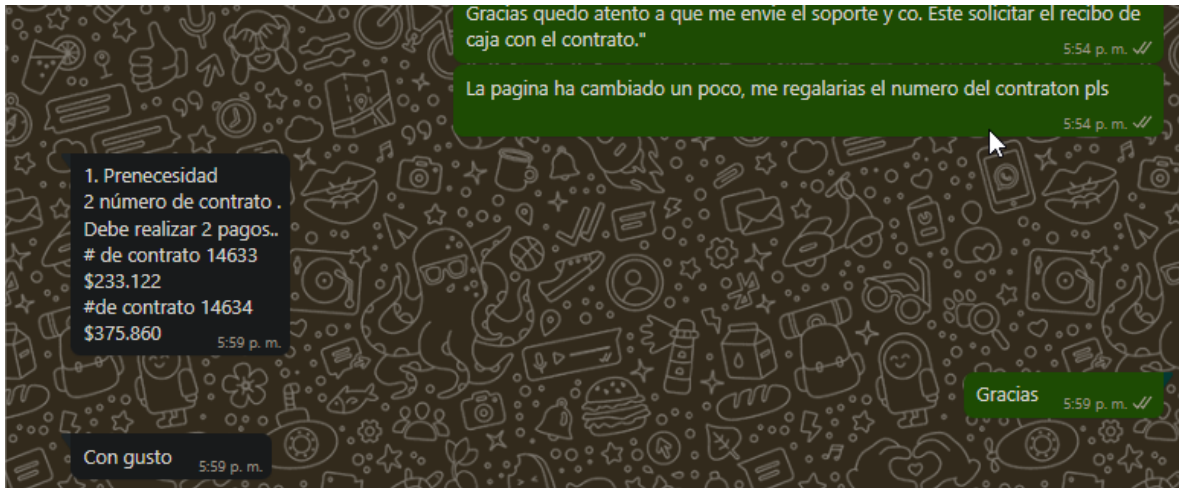 Gracias quedo atento a que me envie el soporte y co. Este solicitar el recibo de
caja con el contrato."
5:54 p. m.
La pagina ha cambiado un poco, me regalarias el numero del contraton pls
5:54 p. m.
1. Prenecesidad
2 número de contrato .
Debe realizar 2 pagos..
# de contrato 14633
$233.122
#de contrato 14634
$375.860
5:59 p. m.
Gracias
5:59 p. m.
Con gusto
5:59 p. m.